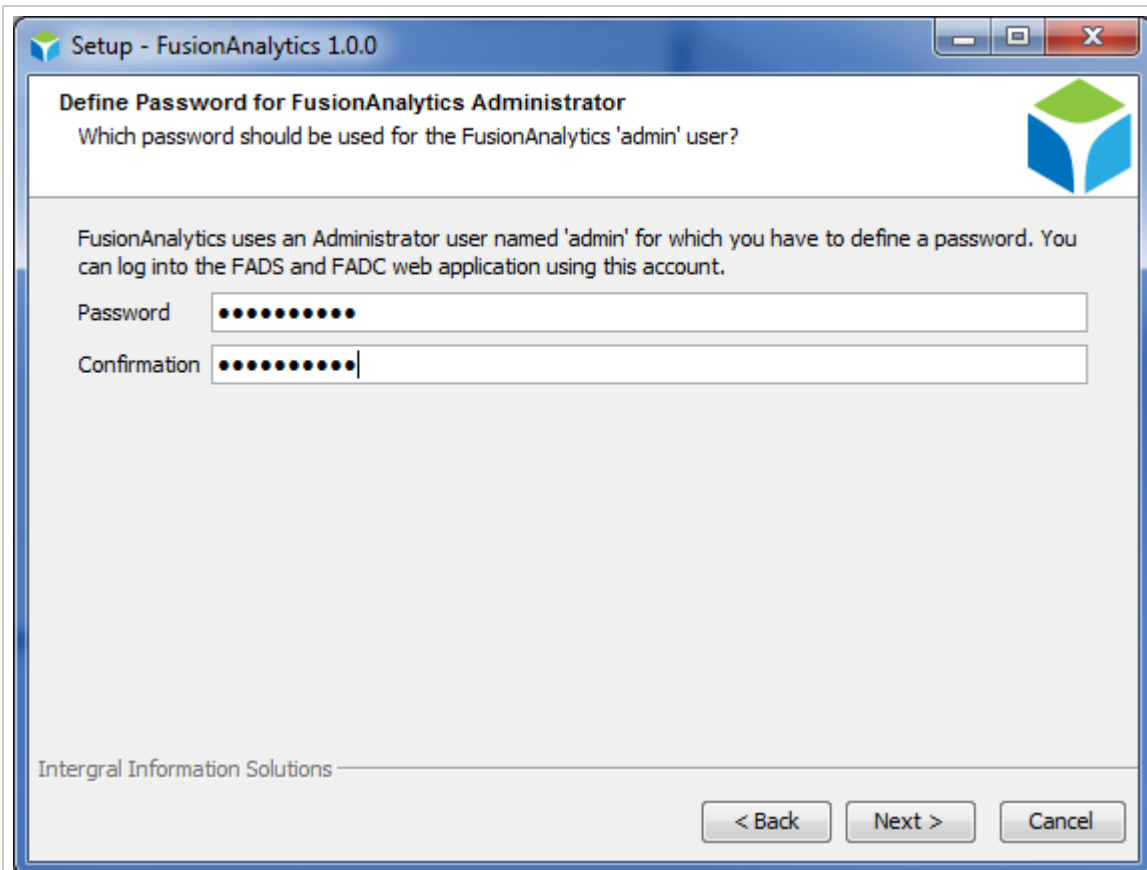 Setup - FusionAnalytics 1.0.0
Define Password for FusionAnalytics Administrator
Which password should be used for the FusionAnalytics 'admin' user?
FusionAnalytics uses an Administrator user named 'admin' for which you have to define a password. You
can log into the FADS and FADC web application using this account.
Password ●●●●●●●●●●
Confirmation ●●●●●●●●●●
Intergral Information Solutions
< Back Next > Cancel